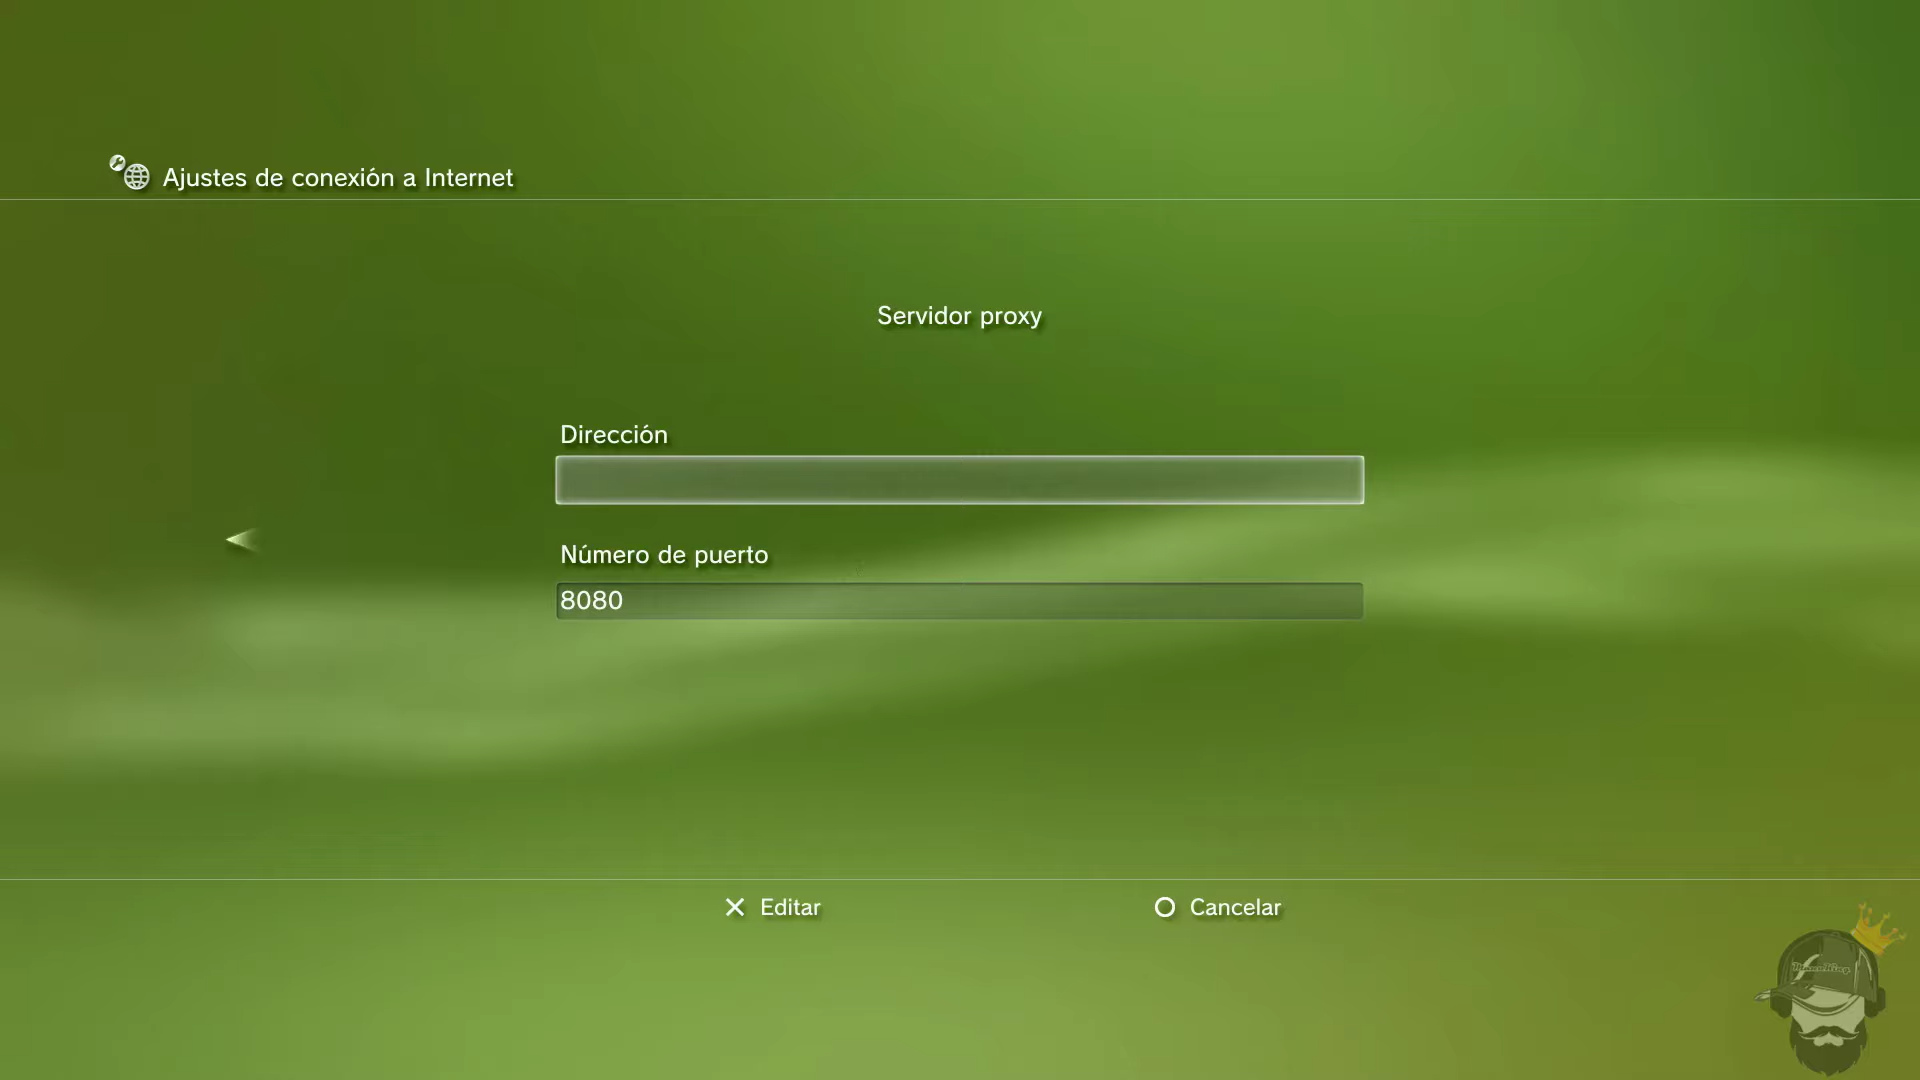 Ajustes de conexión a Internet
Servidor proxy
Dirección
Número de puerto
8080
Editar
Cancelar